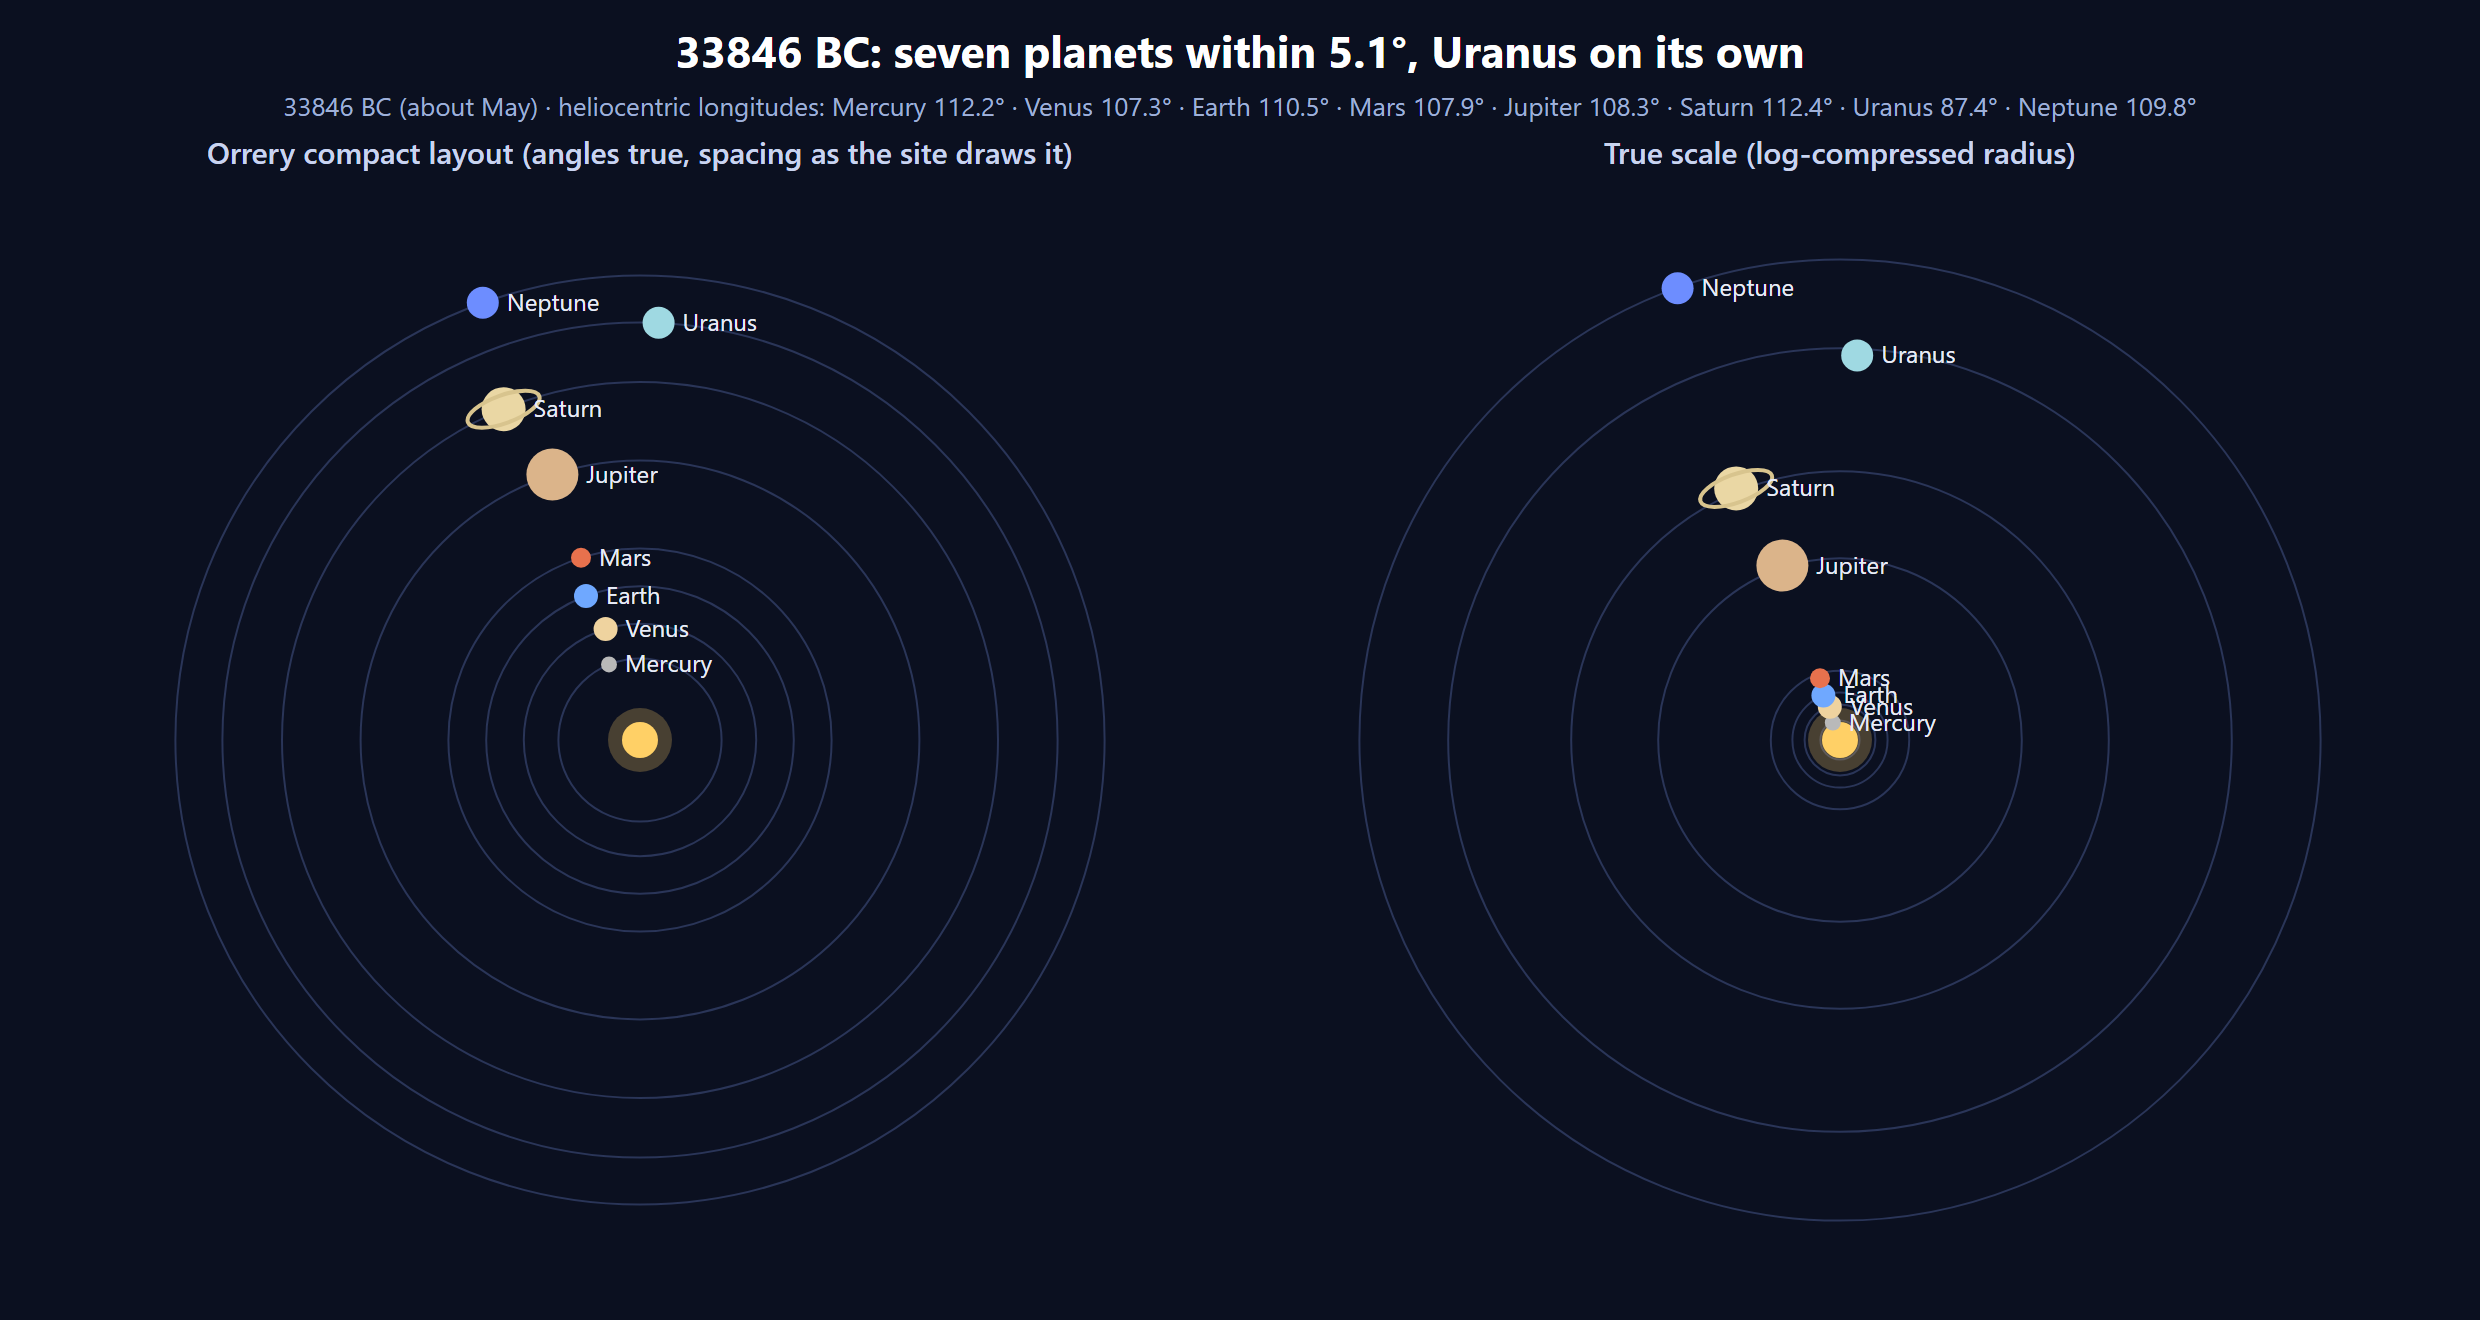 33846 BC: seven planets within 5.1°, Uranus on its own
33846 BC (about May) · heliocentric longitudes: Mercury 112.2° · Venus 107.3° · Earth 110.5° · Mars 107.9° · Jupiter 108.3° · Saturn 112.4° · Uranus 87.4° · Neptune 109.8°
Orrery compact layout (angles true, spacing as the site draws it)
Neptune
Uranus
Saturn
Jupiter
Mars
Earth
Venus
Mercury
True scale (log-compressed radius)
Neptune
Uranus
Saturn
Jupiter
Mars
Earth
Venus
Mercury